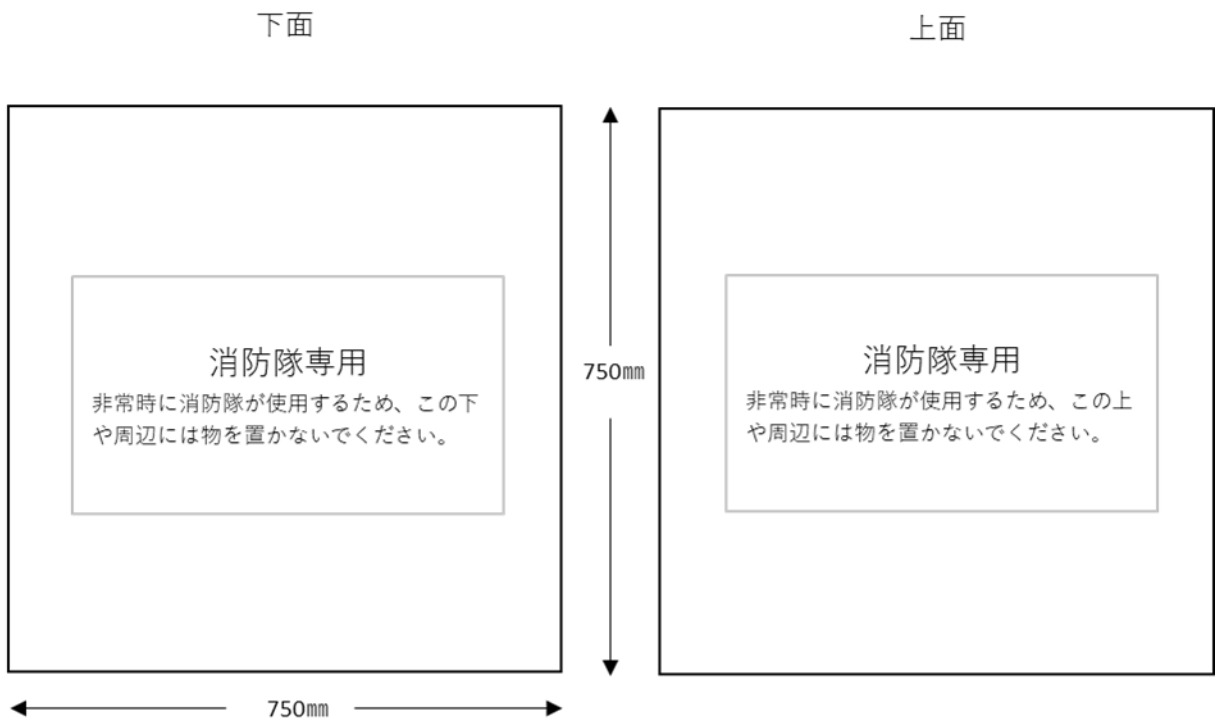 下面
上面
消防隊専用
非常時に消防隊が使用するため、この下
や周辺には物を置かないでください。
750㎜
消防隊専用
非常時に消防隊が使用するため、この上
や周辺には物を置かないでください。
750㎜